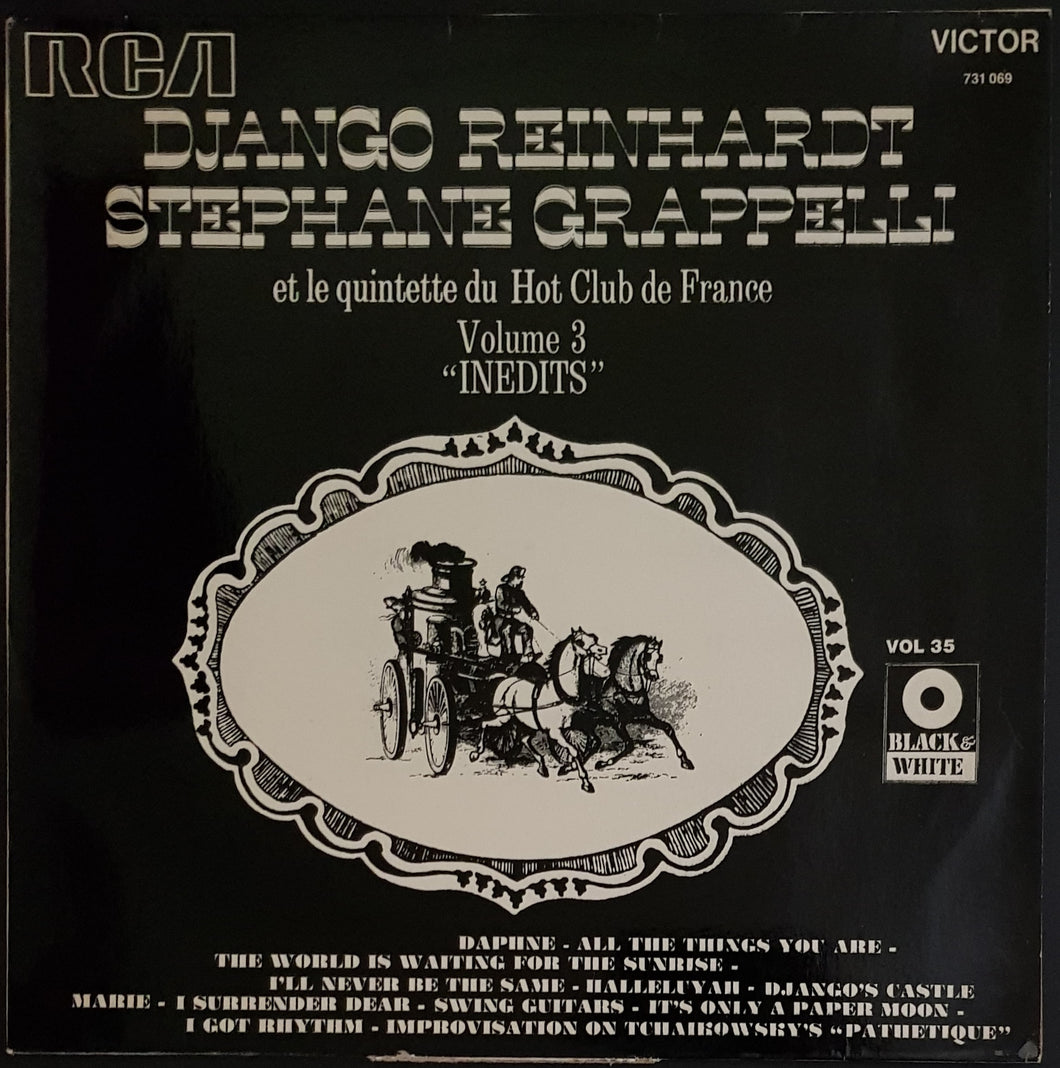 RCA
VICTOR
731 069
DJANGO REINHARDT
STEPHANE GRAPPELLI
et le quintette du Hot Club de France
Volume 3
“INEDITS”
VOL 35
BLACK &
WHITE
DAPHNE - ALL THE THINGS YOU ARE -
THE WORLD IS WAITING FOR THE SUNRISE -
I'LL NEVER BE THE SAME - HALLELUYAH - DJANGO'S CASTLE
MARIE - I SURRENDER DEAR - SWING GUITARS - IT'S ONLY A PAPER MOON -
I GOT RHYTHM - IMPROVISATION ON TCHAIKOWSKY'S “PATHETIQUE”